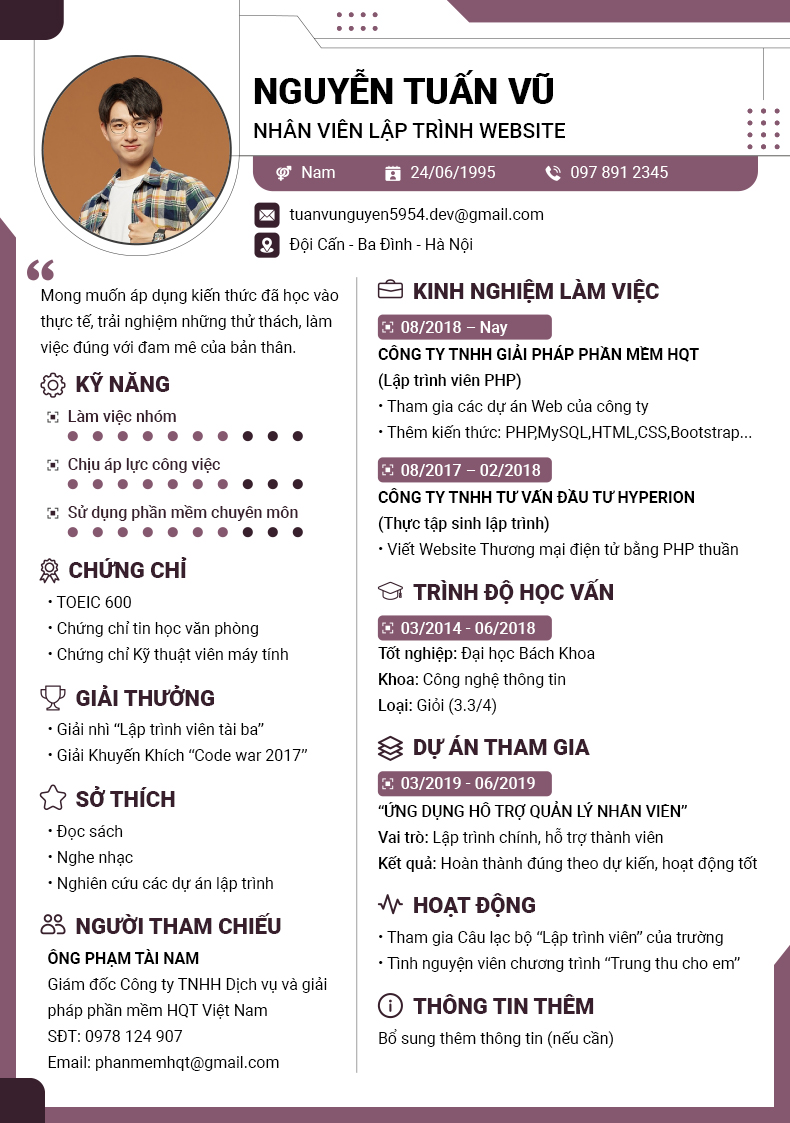 NGUYỄN TUẤN VŨ
NHÂN VIÊN LẬP TRÌNH WEBSITE
Nam 24/06/1995 097 891 2345
tuanvunguyen5954.dev@gmail.com
Đội Cấn - Ba Đình - Hà Nội
Mong muốn áp dụng kiến thức đã học vào
thực tế, trải nghiệm những thử thách, làm
việc đúng với đam mê của bản thân.
KỸ NĂNG
Làm việc nhóm
Chịu áp lực công việc
Sử dụng phần mềm chuyên môn
CHỨNG CHỈ
• TOEIC 600
• Chứng chỉ tin học văn phòng
• Chứng chỉ Kỹ thuật viên máy tính
GIẢI THƯỞNG
• Giải nhì “Lập trình viên tài ba”
• Giải Khuyến Khích “Code war 2017”
SỞ THÍCH
• Đọc sách
• Nghe nhạc
• Nghiên cứu các dự án lập trình
NGƯỜI THAM CHIẾU
ÔNG PHẠM TÀI NAM
Giám đốc Công ty TNHH Dịch vụ và giải
pháp phần mềm HQT Việt Nam
SĐT: 0978 124 907
Email: phanmemhqt@gmail.com
KINH NGHIỆM LÀM VIỆC
08/2018 – Nay
CÔNG TY TNHH GIẢI PHÁP PHẦN MỀM HQT
(Lập trình viên PHP)
• Tham gia các dự án Web của công ty
• Thêm kiến thức: PHP,MySQL,HTML,CSS,Bootstrap...
08/2017 – 02/2018
CÔNG TY TNHH TƯ VẤN ĐẦU TƯ HYPERION
(Thực tập sinh lập trình)
• Viết Website Thương mại điện tử bằng PHP thuần
TRÌNH ĐỘ HỌC VẤN
03/2014 - 06/2018
Tốt nghiệp: Đại học Bách Khoa
Khoa: Công nghệ thông tin
Loại: Giỏi (3.3/4)
DỰ ÁN THAM GIA
03/2019 - 06/2019
“ỨNG DỤNG HỖ TRỢ QUẢN LÝ NHÂN VIÊN”
Vai trò: Lập trình chính, hỗ trợ thành viên
Kết quả: Hoàn thành đúng theo dự kiến, hoạt động tốt
HOẠT ĐỘNG
• Tham gia Câu lạc bộ “Lập trình viên” của trường
• Tình nguyện viên chương trình “Trung thu cho em”
THÔNG TIN THÊM
Bổ sung thêm thông tin (nếu cần)